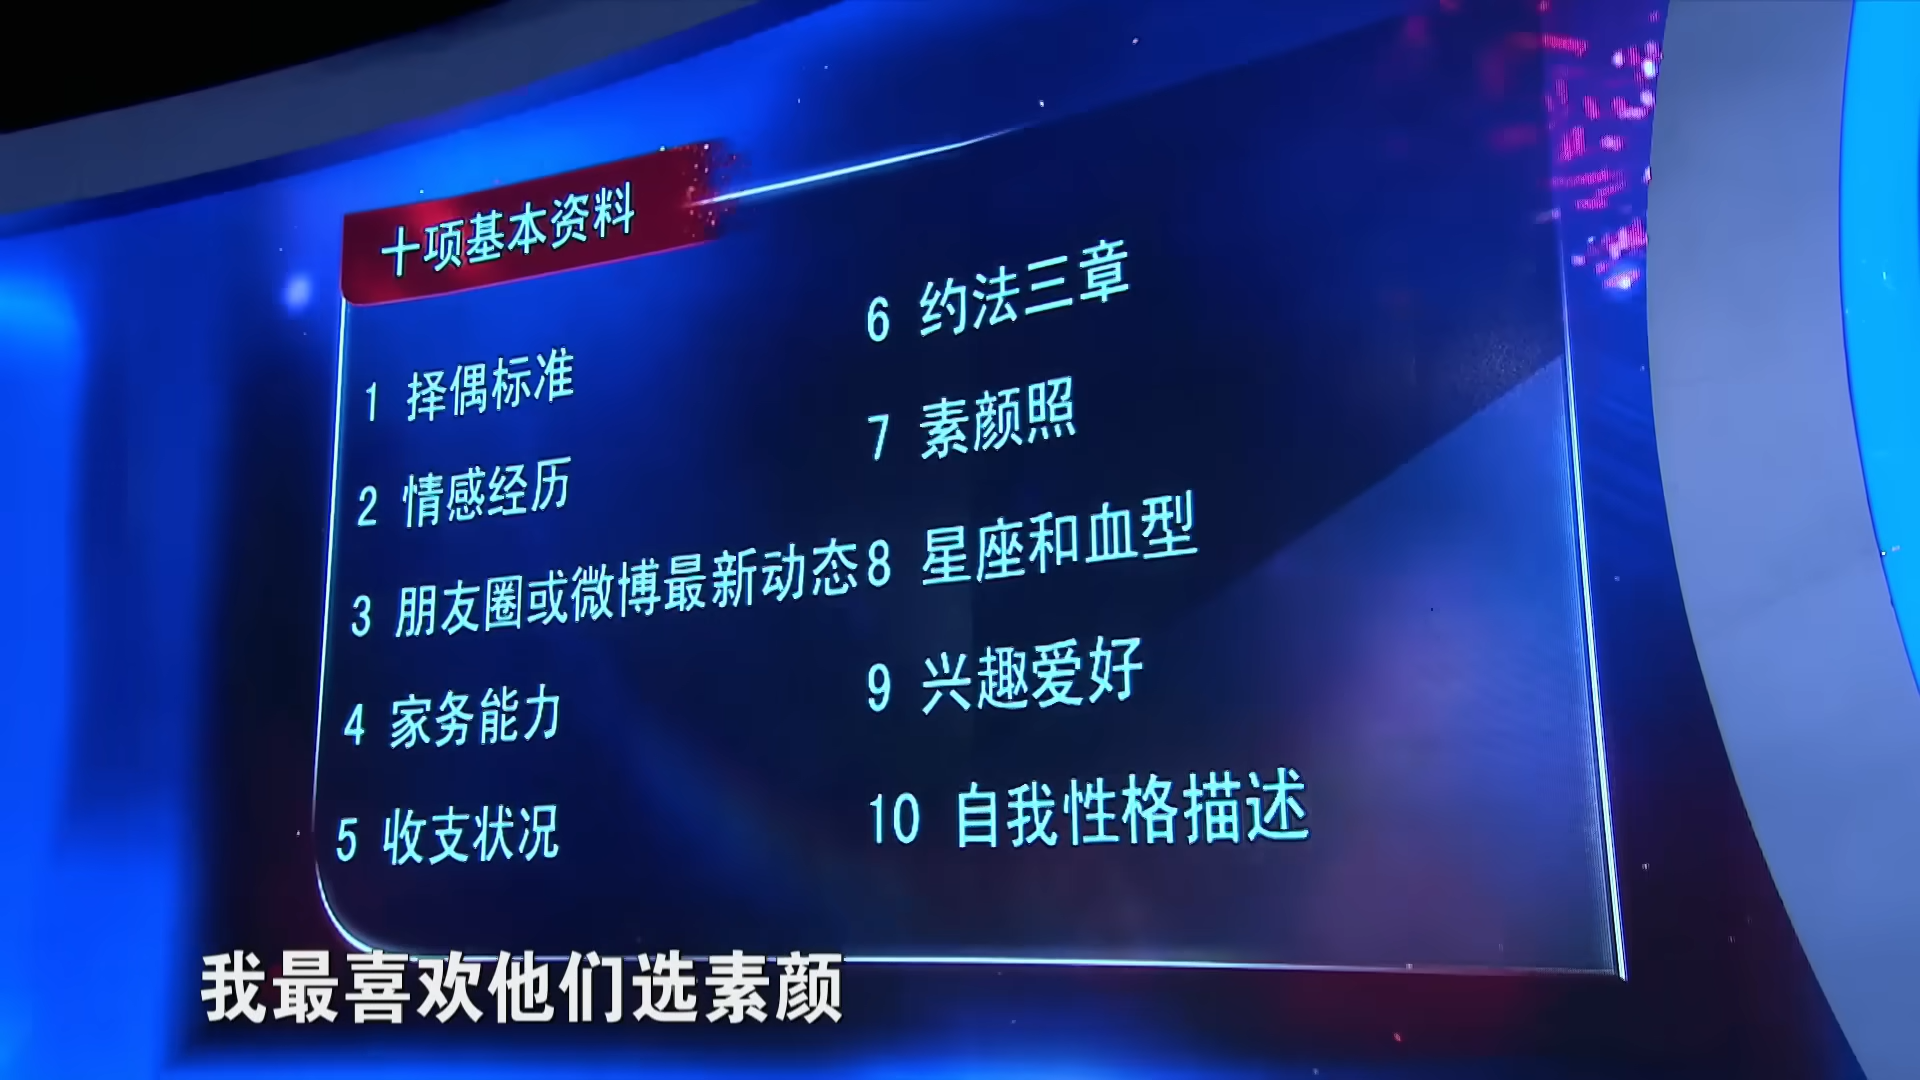 十项基本资料
1 择偶标准
2 情感经历
3 朋友圈或微博最新动态
4 家务能力
5 收支状况
6 约法三章
7 素颜照
8 星座和血型
9 兴趣爱好
10 自我性格描述
我最喜欢他们选素颜